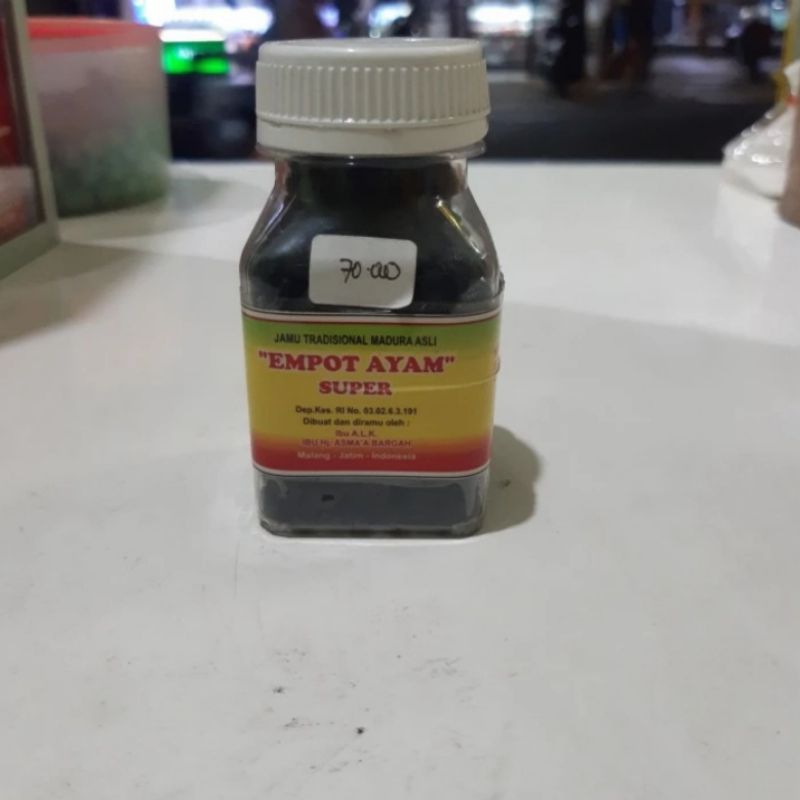 70.000
JAMU TRADISIONAL MADURA ASLI
"EMPOT AYAM"
SUPER
Dep.Kes. RI No. 03.02.6.3.191
Dibuat dan diramu oleh :
Ibu A.L.K.
IBU Hj. ASMA'A BARGAH
Malang - Jatim - Indonesia